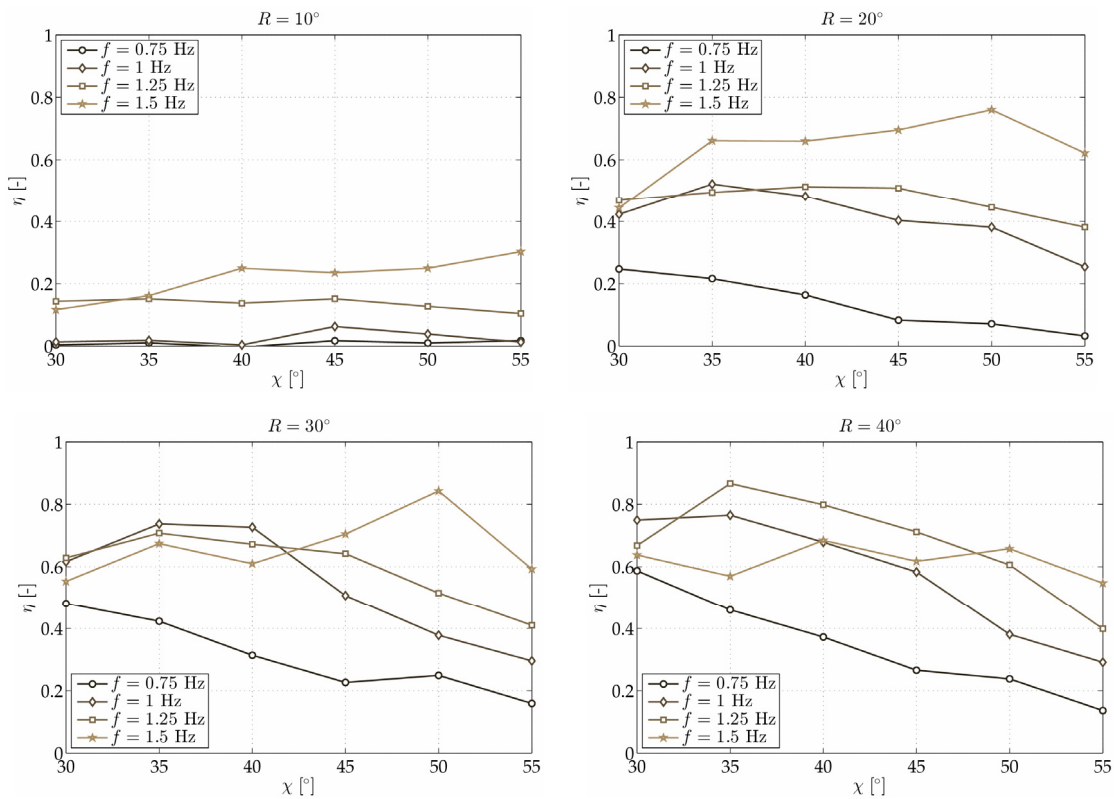 R = 10°
1
0.8
0.6
0.4
0.2
0
η [-]
f = 0.75 Hz
f = 1 Hz
f = 1.25 Hz
f = 1.5 Hz
30 35 40 45 50 55
χ [°]
R = 20°
1
0.8
0.6
0.4
0.2
0
η [-]
f = 0.75 Hz
f = 1 Hz
f = 1.25 Hz
f = 1.5 Hz
30 35 40 45 50 55
χ [°]
R = 30°
1
0.8
0.6
0.4
0.2
0
η [-]
f = 0.75 Hz
f = 1 Hz
f = 1.25 Hz
f = 1.5 Hz
30 35 40 45 50 55
χ [°]
R = 40°
1
0.8
0.6
0.4
0.2
0
η [-]
f = 0.75 Hz
f = 1 Hz
f = 1.25 Hz
f = 1.5 Hz
30 35 40 45 50 55
χ [°]